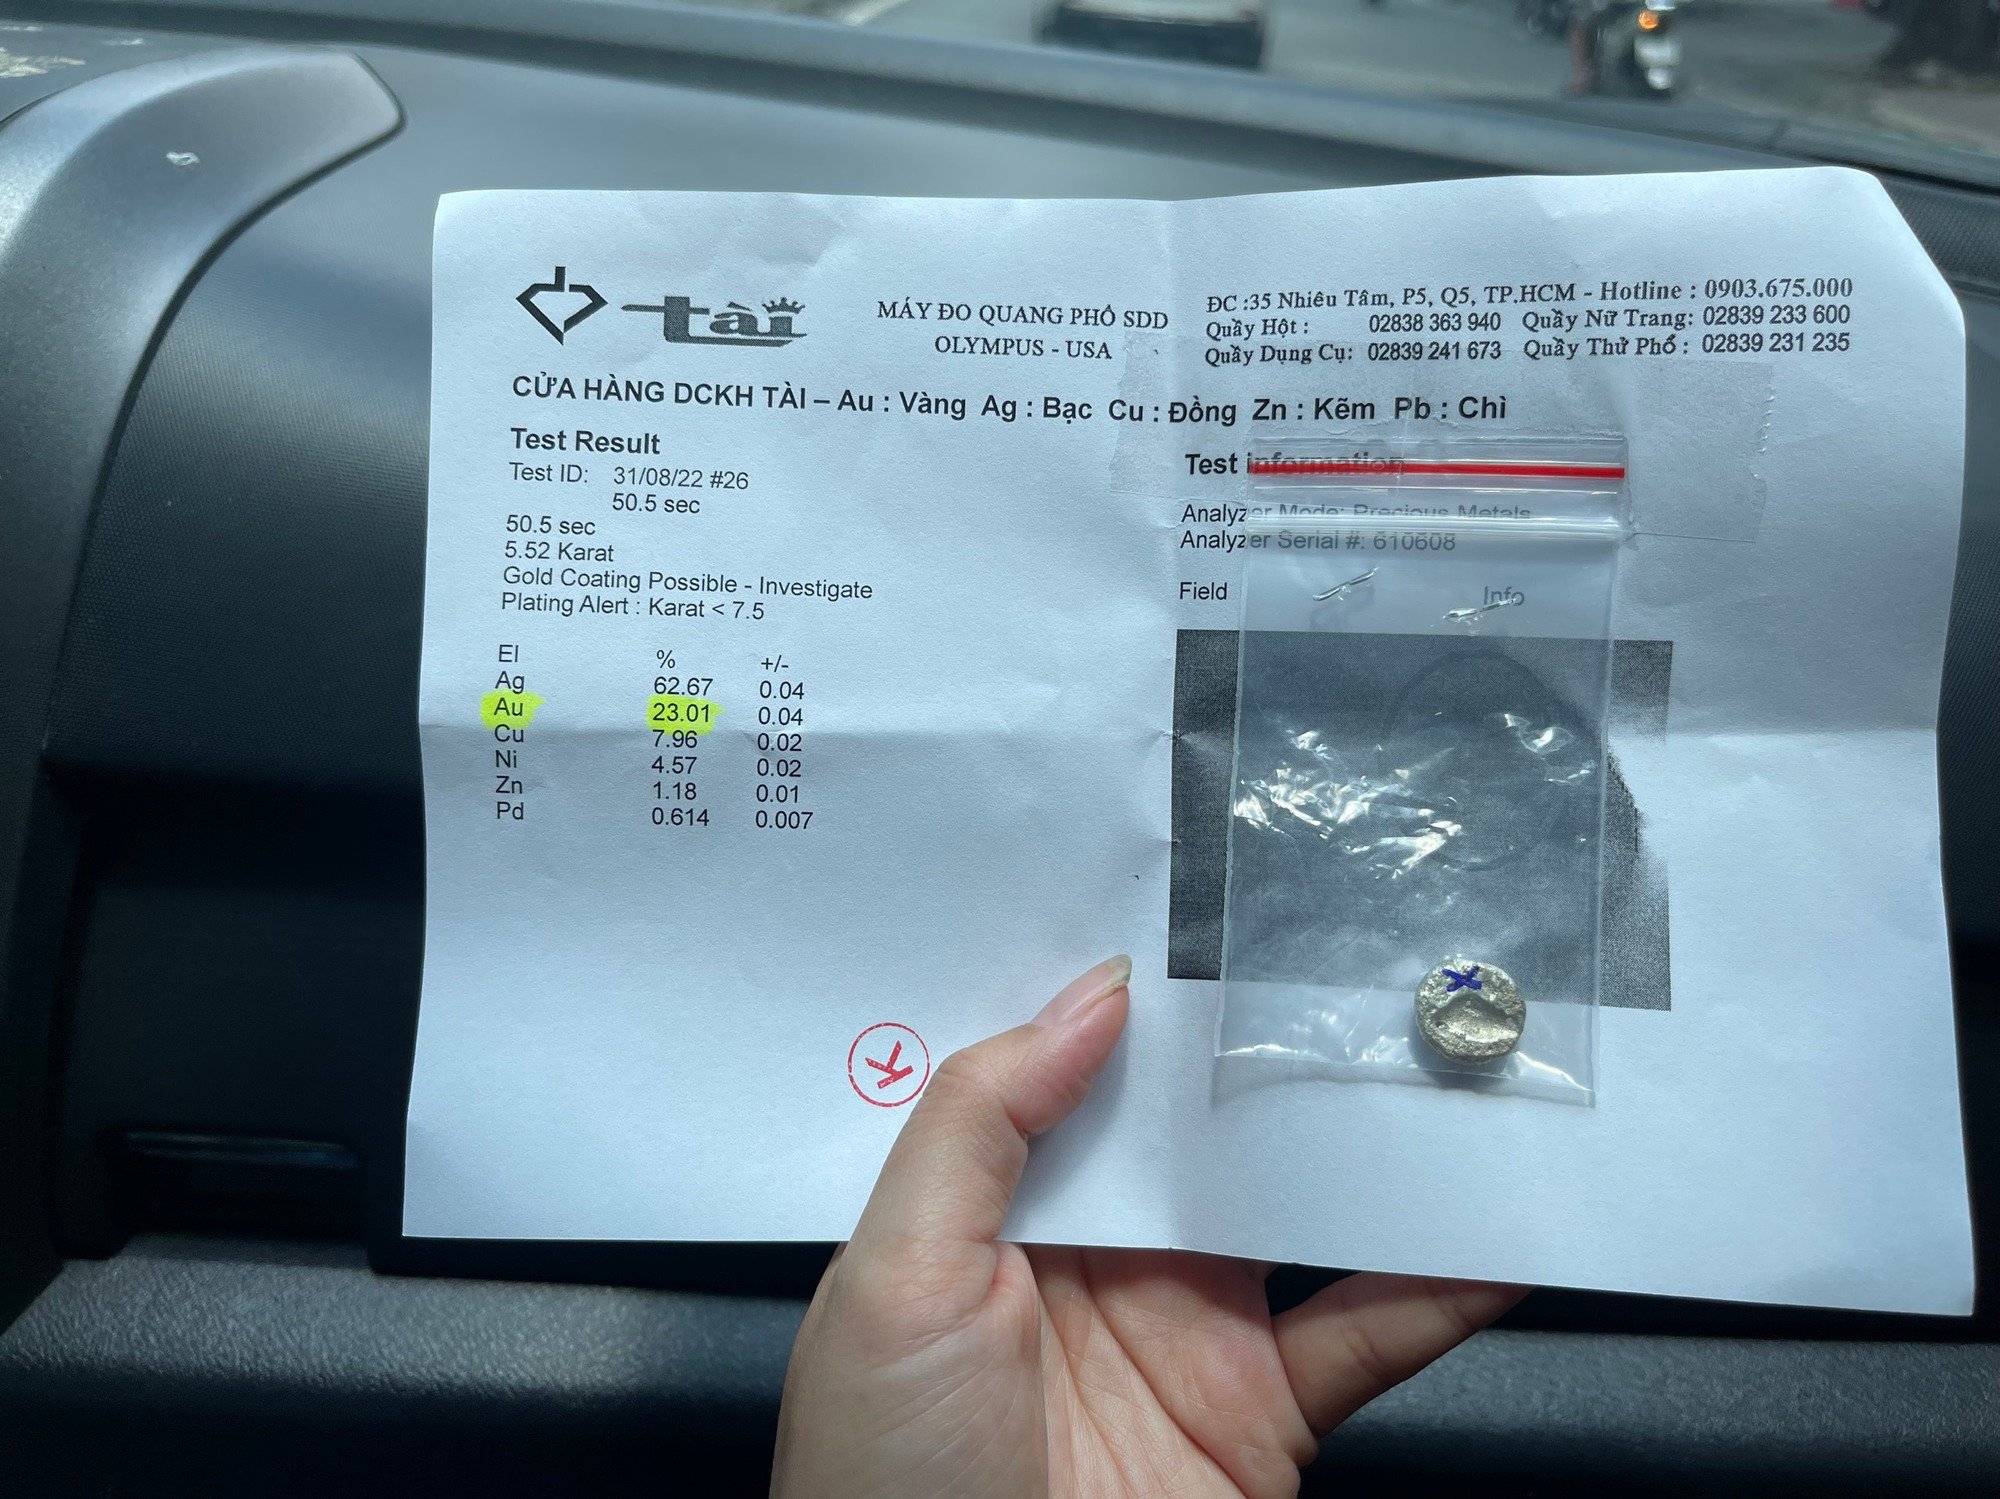 tài
MÁY ĐO QUANG PHỔ SDD
OLYMPUS - USA
ĐC :35 Nhiêu Tâm, P5, Q5, TP.HCM - Hotline : 0903.675.000
Quầy Hột : 02838 363 940 Quầy Nữ Trang: 02839 233 600
Quầy Dụng Cụ: 02839 241 673 Quầy Thử Phổ : 02839 231 235
CỬA HÀNG DCKH TÀI – Au : Vàng Ag : Bạc Cu : Đồng Zn : Kẽm Pb : Chì
Test Result
Test ID: 31/08/22 #26
50.5 sec
50.5 sec
5.52 Karat
Gold Coating Possible - Investigate
Plating Alert : Karat < 7.5
El % +/-
Ag 62.67 0.04
Au 23.01 0.04
Cu 7.96 0.02
Ni 4.57 0.02
Zn 1.18 0.01
Pd 0.614 0.007
Test information
Analyzer Mode: Precious Metals
Analyzer Serial #: 610608
Field Info
X
K